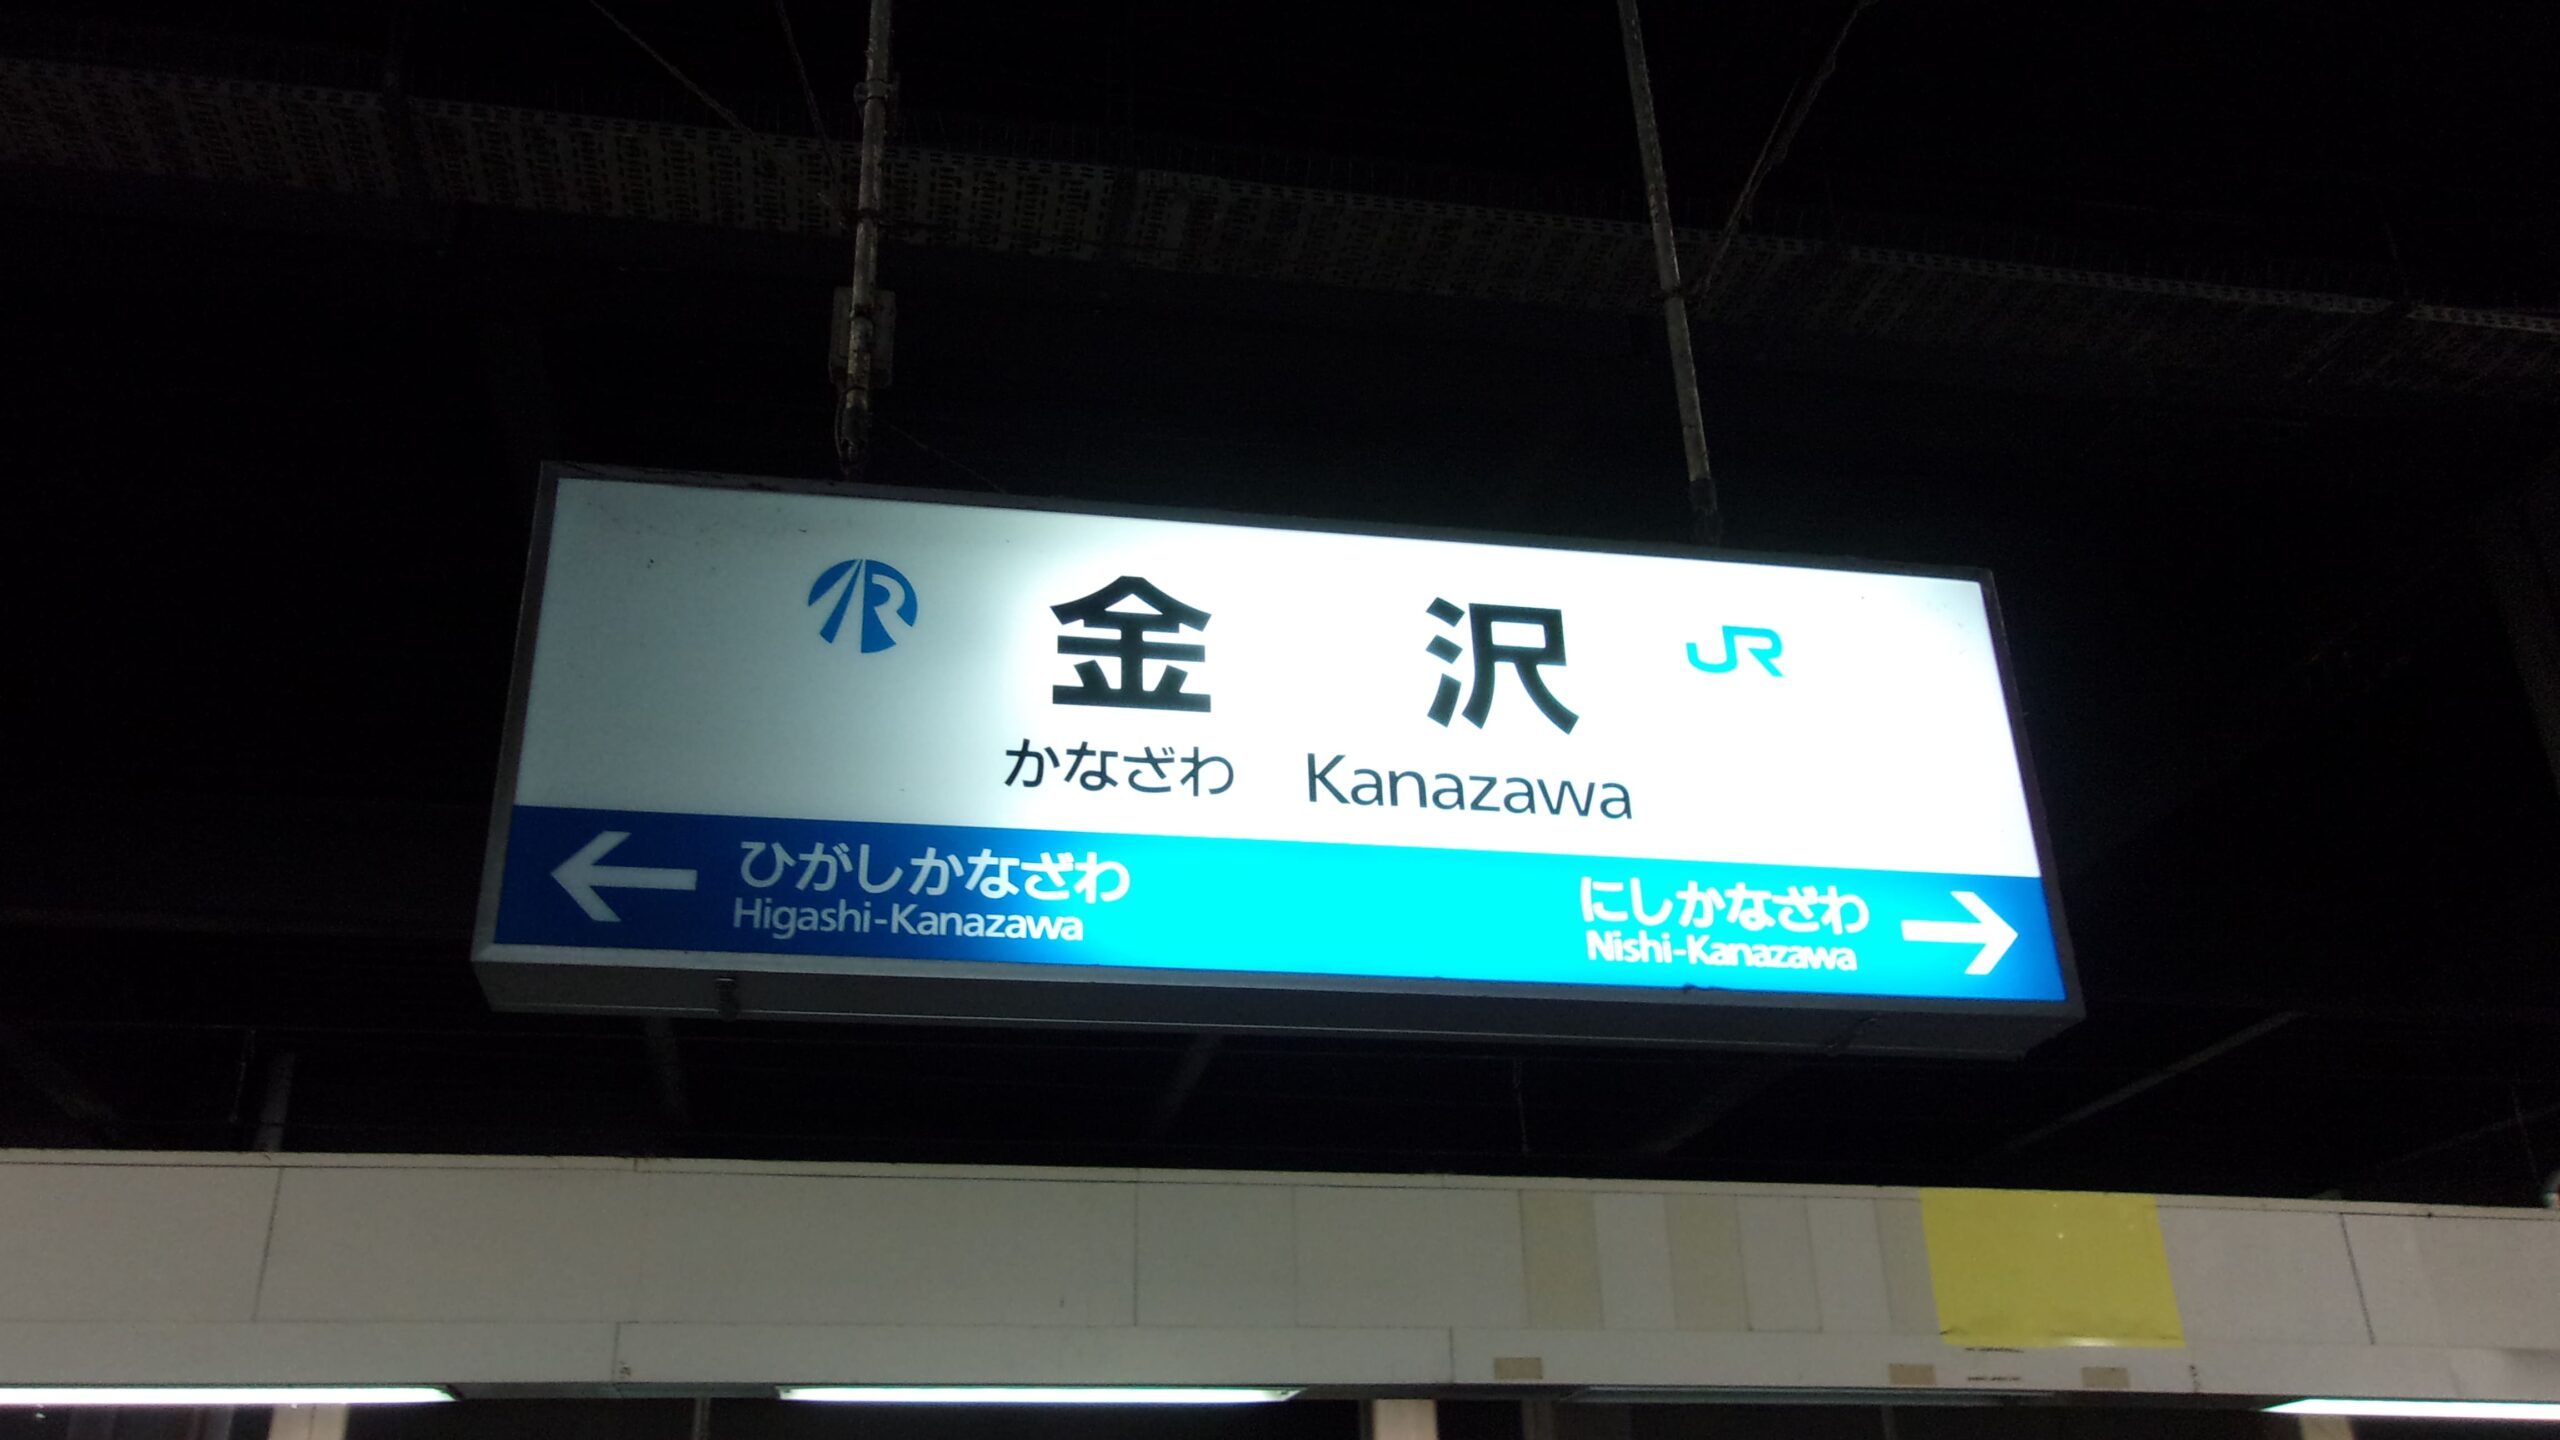 IR 金沢 JR
かなざわ Kanazawa
ひがしかなざわ にしかなざわ
Higashi-Kanazawa Nishi-Kanazawa